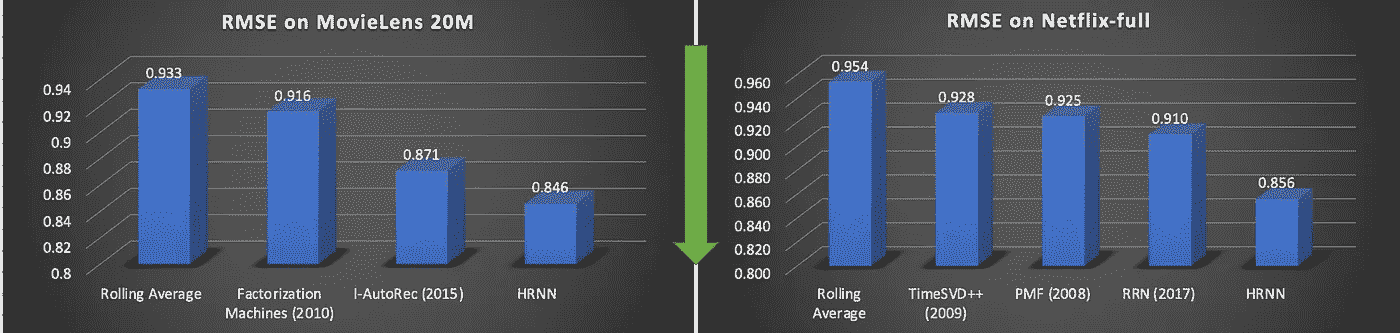 RMSE on MovieLens 20M
0.94
0.92
0.9
0.88
0.86
0.84
0.82
0.8
0.933
0.916
0.871
0.846
Rolling Average
Factorization
Machines (2010)
I-AutoRec (2015)
HRNN
RMSE on Netflix-full
0.960
0.940
0.920
0.900
0.880
0.860
0.840
0.820
0.800
0.954
0.928
0.925
0.910
0.856
Rolling
Average
TimeSVD++
(2009)
PMF (2008)
RRN (2017)
HRNN